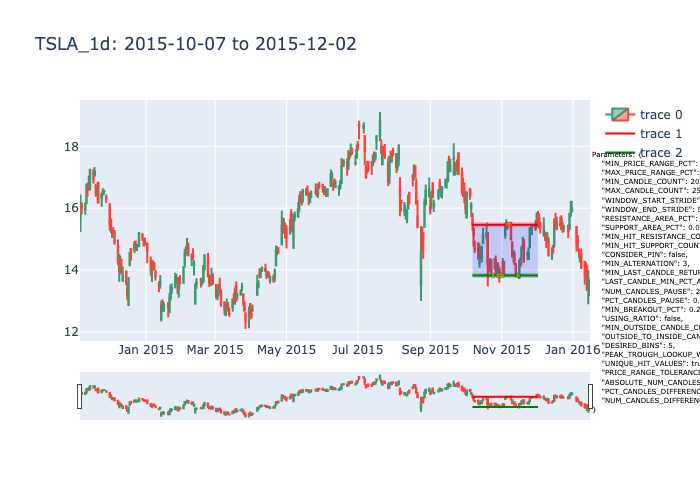 TSLA_1d: 2015-10-07 to 2015-12-02
trace 0
trace 1
trace 2
Parameters: {
"MIN_PRICE_RANGE_PCT":
"MAX_PRICE_RANGE_PCT":
"MIN_CANDLE_COUNT": 20
"MAX_CANDLE_COUNT": 25
"WINDOW_START_STRIDE"
"WINDOW_END_STRIDE": 5
"RESISTANCE_AREA_PCT":
"SUPPORT_AREA_PCT": 0.0
"MIN_HIT_RESISTANCE_CO
"MIN_HIT_SUPPORT_COUNT
"CONSIDER_PIN": false,
"MIN_ALTERNATION": 3,
"MIN_LAST_CANDLE_RETUR
"LAST_CANDLE_MIN_PCT_A
"NUM_CANDLES_PAUSE": 2
"PCT_CANDLES_PAUSE": 0.
"MIN_BREAKOUT_PCT": 0.2
"USING_RATIO": false,
"MIN_OUTSIDE_CANDLE_CO
"OUTSIDE_TO_INSIDE_CAN
"DESIRED_BINS": 5,
"PEAK_TROUGH_LOOKUP_W
"UNIQUE_HIT_VALUES": tru
"PRICE_RANGE_TOLERANCE
"ABSOLUTE_NUM_CANDLES
"PCT_CANDLES_DIFFERENC
"NUM_CANDLES_DIFFEREN
}
18
16
14
12
Jan 2015 Mar 2015 May 2015 Jul 2015 Sep 2015 Nov 2015 Jan 2016